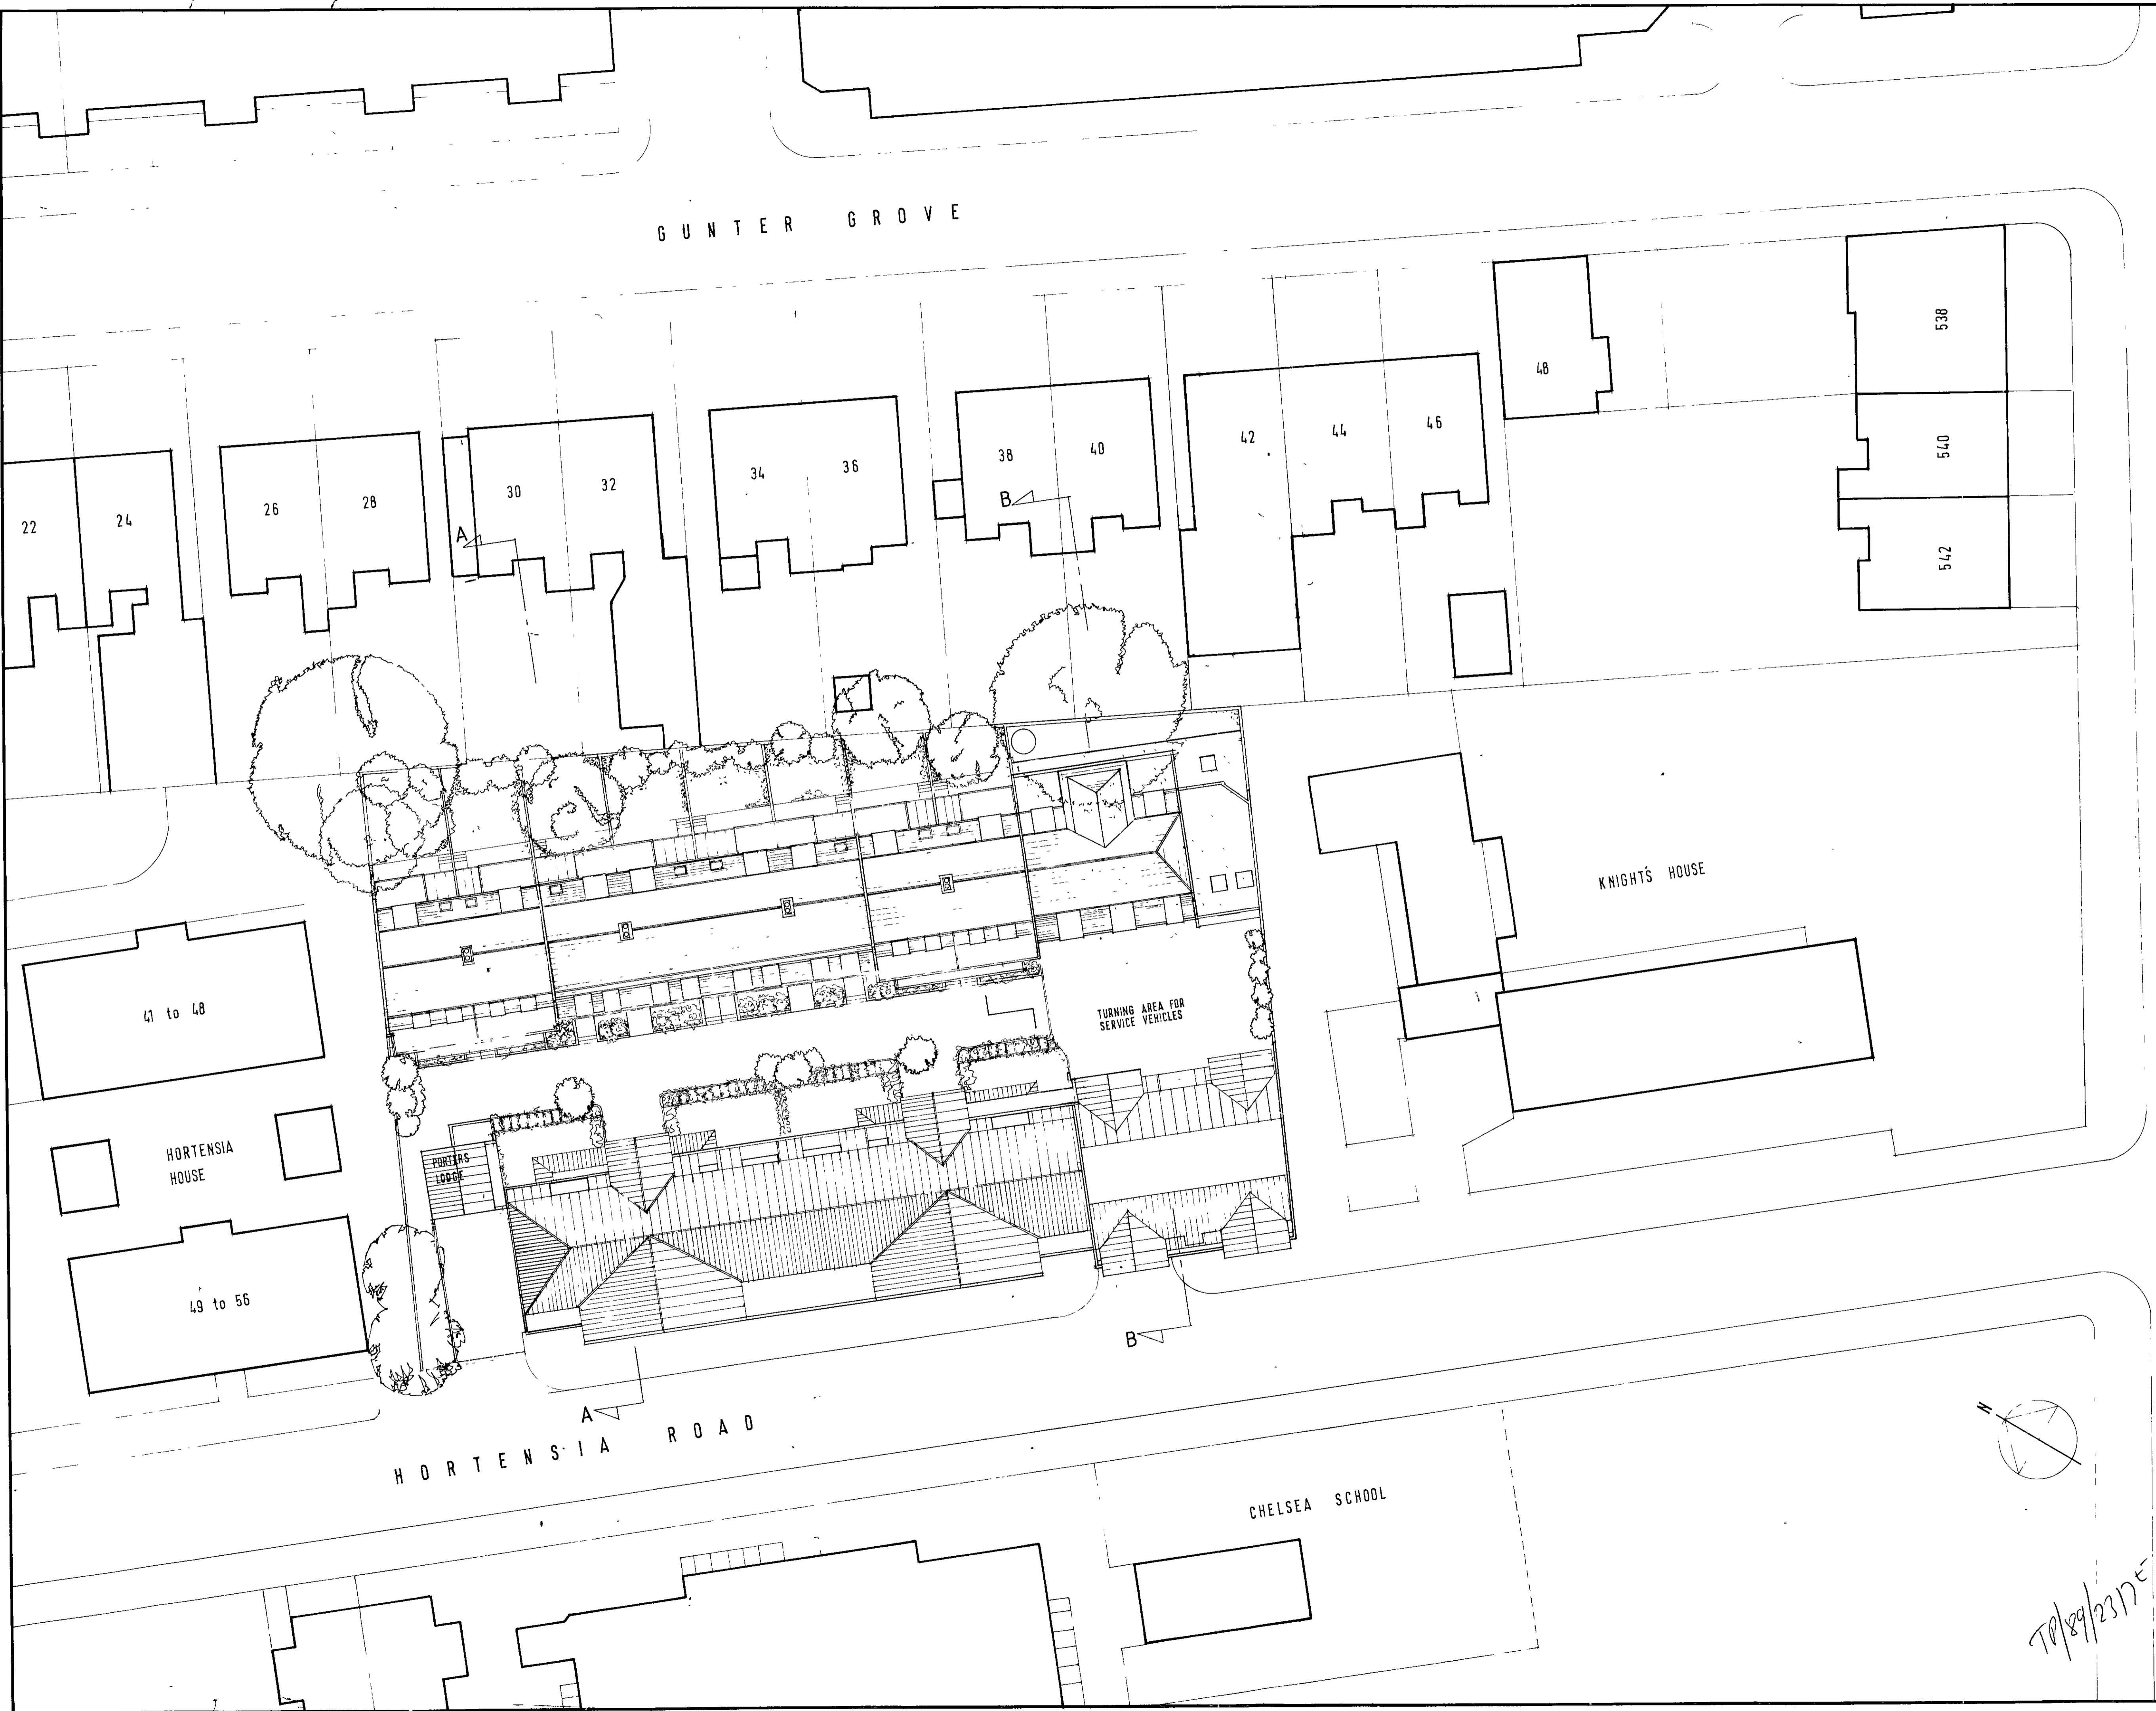 GUNTER GROVE
538
48
540
46
42
44
40
38
36
34
32
30
28
26
24
22
B
A
542
KNIGHT'S HOUSE
41 to 48
TURNING AREA FOR
SERVICE VEHICLES
HORTENSIA
HOUSE
PORTERS
LODGE
49 to 56
B
A
HORTENSIA ROAD
N
CHELSEA SCHOOL
TP/89/2317